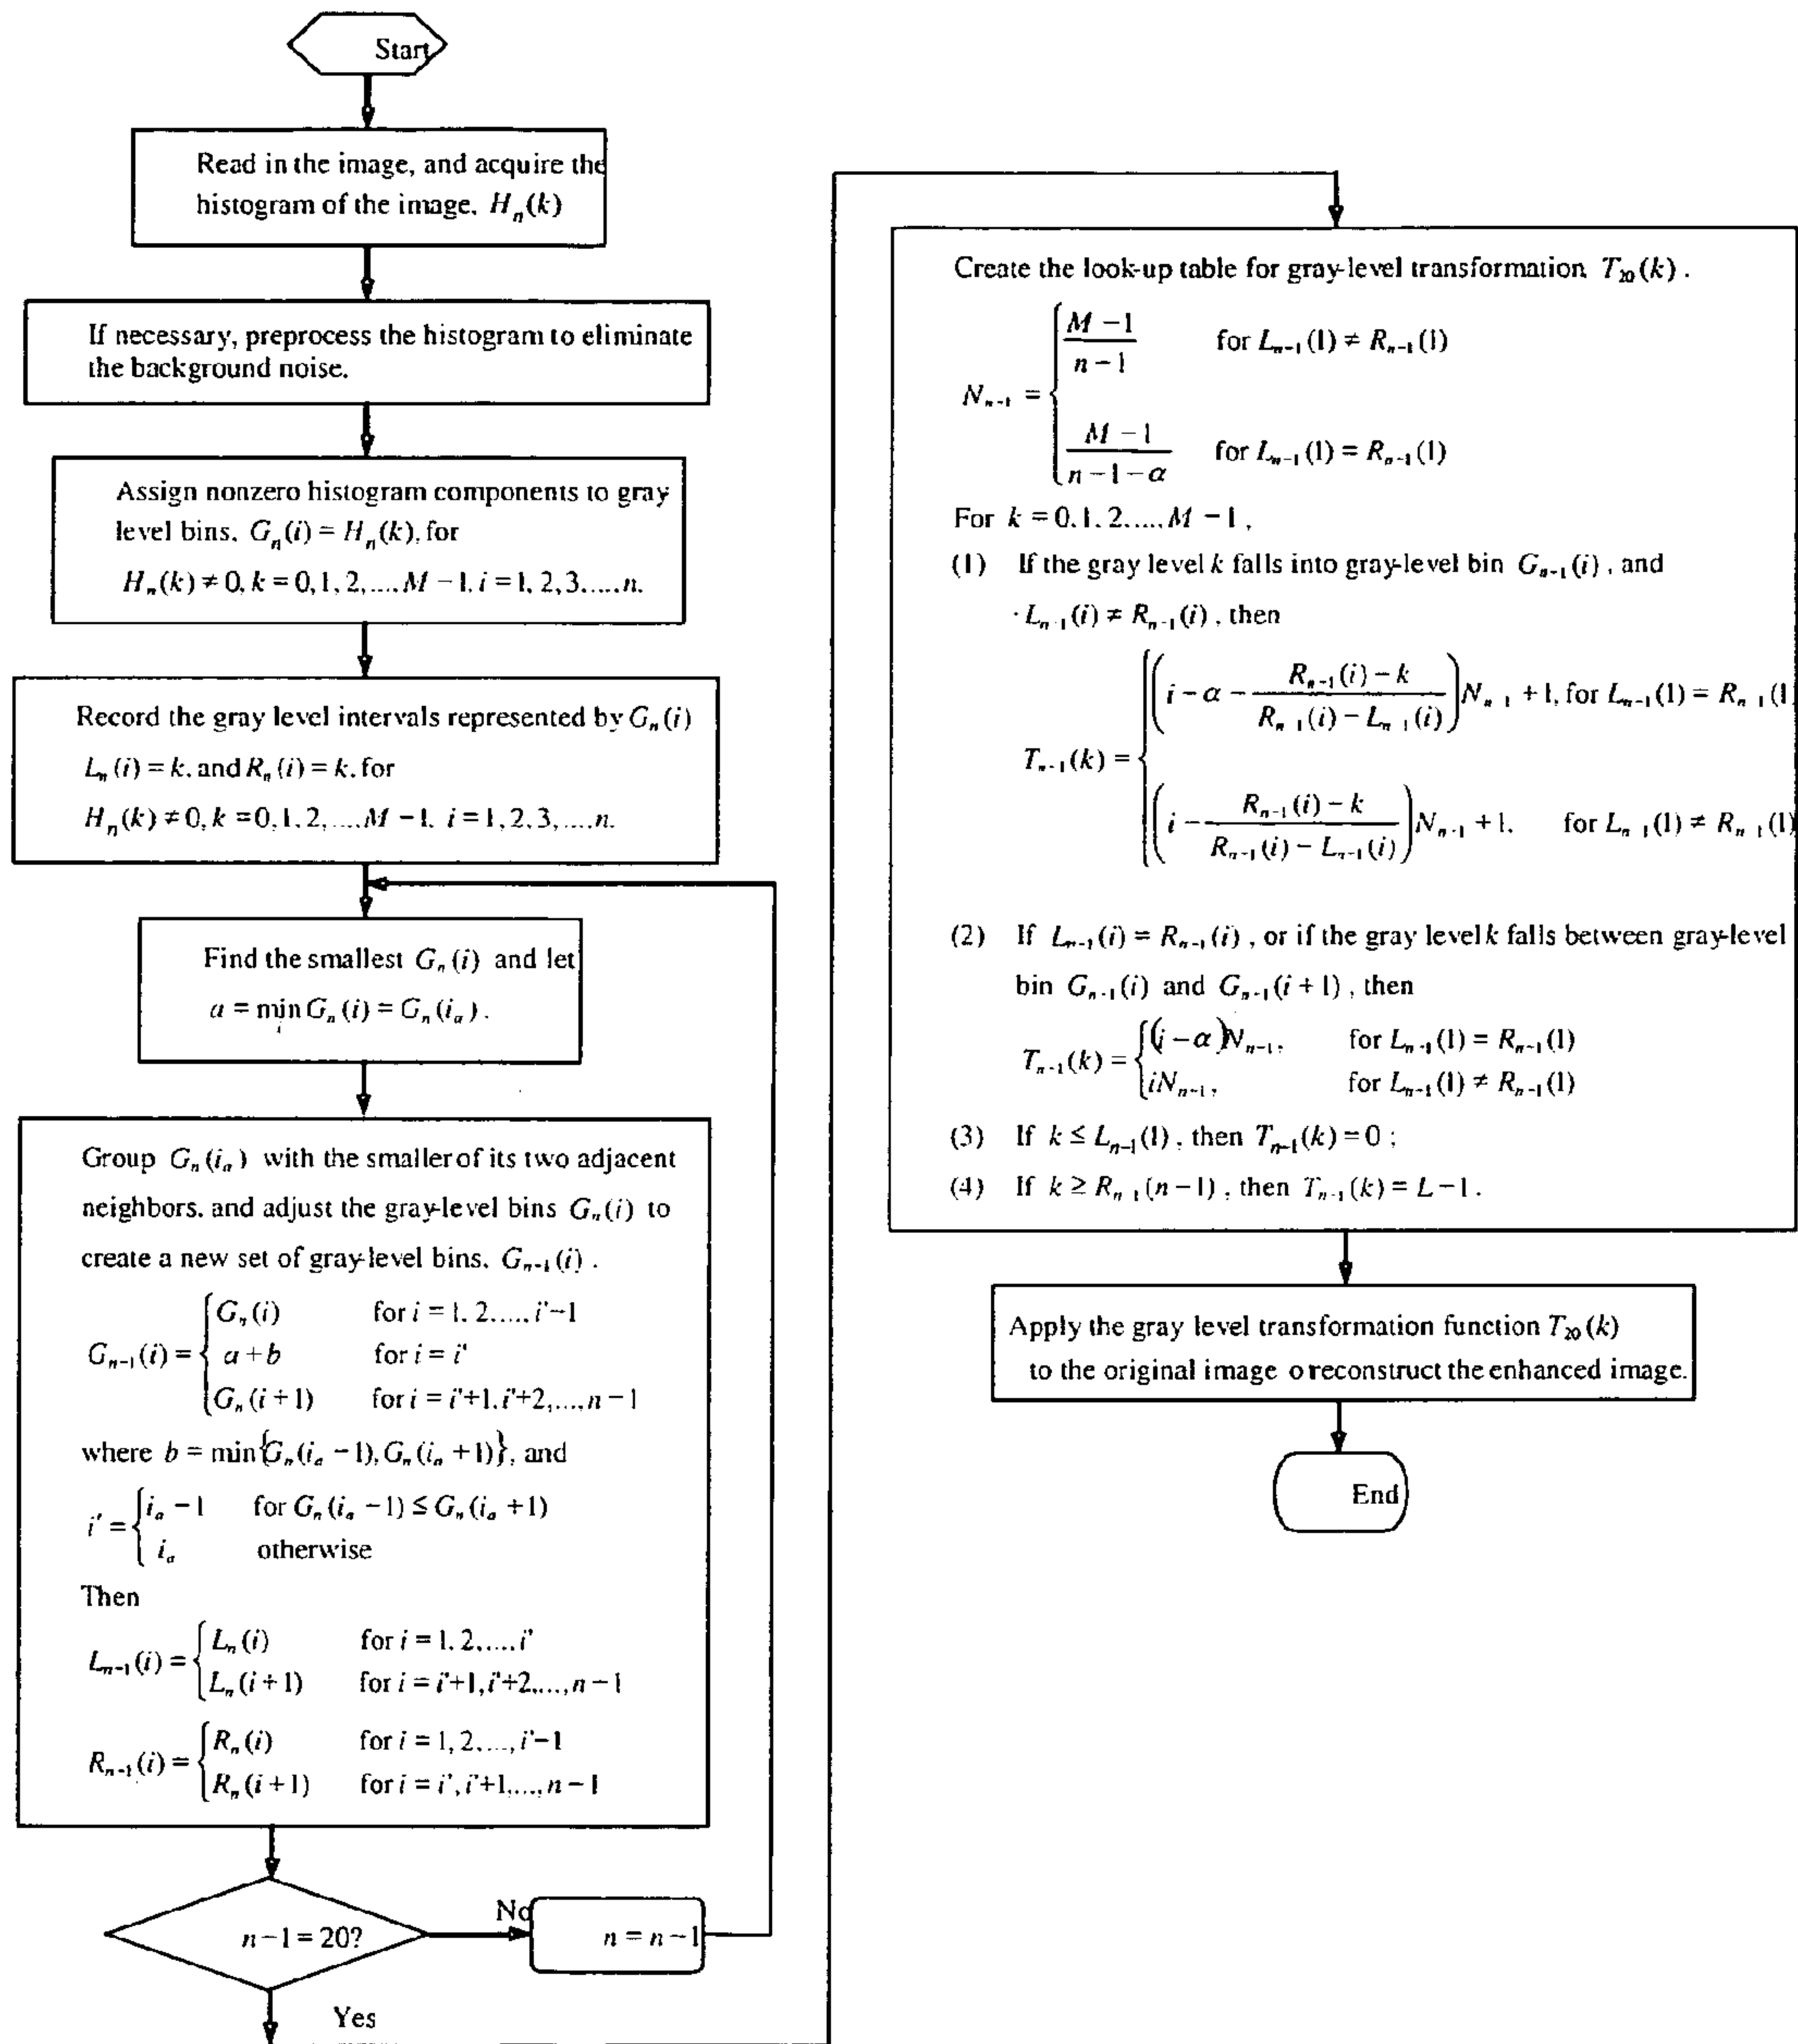 Start
Read in the image, and acquire the
histogram of the image. H_n(k)
If necessary, preprocess the histogram to eliminate
the background noise.
Assign nonzero histogram components to gray
level bins. G_n(i) = H_n(k), for
H_n(k) ≠ 0, k = 0, 1, 2, ..., M − 1, i = 1, 2, 3, ..., n.
Record the gray level intervals represented by G_n(i)
L_n(i) = k, and R_n(i) = k, for
H_n(k) ≠ 0, k = 0, 1, 2, ..., M − 1, i = 1, 2, 3, ..., n.
Find the smallest G_n(i) and let
a = min_i G_n(i) = G_n(i_a).
Group G_n(i_a) with the smaller of its two adjacent
neighbors, and adjust the gray-level bins G_n(i) to
create a new set of gray-level bins, G_{n-1}(i).
G_{n-1}(i) = { G_n(i) for i = 1, 2, ..., i'−1
a + b for i = i'
G_n(i+1) for i = i'+1, i'+2, ..., n−1
where b = min{G_n(i_a − 1), G_n(i_a + 1)}, and
i' = { i_a − 1 for G_n(i_a − 1) ≤ G_n(i_a + 1)
i_a otherwise
Then
L_{n-1}(i) = { L_n(i) for i = 1, 2, ..., i'
L_n(i+1) for i = i'+1, i'+2, ..., n−1
R_{n-1}(i) = { R_n(i) for i = 1, 2, ..., i'−1
R_n(i+1) for i = i', i'+1, ..., n−1
n−1 = 20?
No
n = n−1
Yes
Create the look-up table for gray-level transformation T_20(k).
N_{n-1} = { (M−1)/(n−1) for L_{n-1}(1) ≠ R_{n-1}(1)
(M−1)/(n−1−α) for L_{n-1}(1) = R_{n-1}(1)
For k = 0, 1, 2, ..., M−1,
(1) If the gray level k falls into gray-level bin G_{n-1}(i), and
L_{n-1}(i) ≠ R_{n-1}(i), then
T_{n-1}(k) = { (i − α − (R_{n-1}(i) − k)/(R_{n-1}(i) − L_{n-1}(i))) N_{n-1} + 1, for L_{n-1}(1) = R_{n-1}(1
(i − (R_{n-1}(i) − k)/(R_{n-1}(i) − L_{n-1}(i))) N_{n-1} + 1, for L_{n-1}(1) ≠ R_{n-1}(1)
(2) If L_{n-1}(i) = R_{n-1}(i), or if the gray level k falls between gray-level
bin G_{n-1}(i) and G_{n-1}(i+1), then
T_{n-1}(k) = { (i − α)N_{n-1}, for L_{n-1}(1) = R_{n-1}(1)
iN_{n-1}, for L_{n-1}(1) ≠ R_{n-1}(1)
(3) If k ≤ L_{n-1}(1), then T_{n-1}(k) = 0 ;
(4) If k ≥ R_{n-1}(n−1), then T_{n-1}(k) = L−1.
Apply the gray level transformation function T_20(k)
to the original image o reconstruct the enhanced image.
End